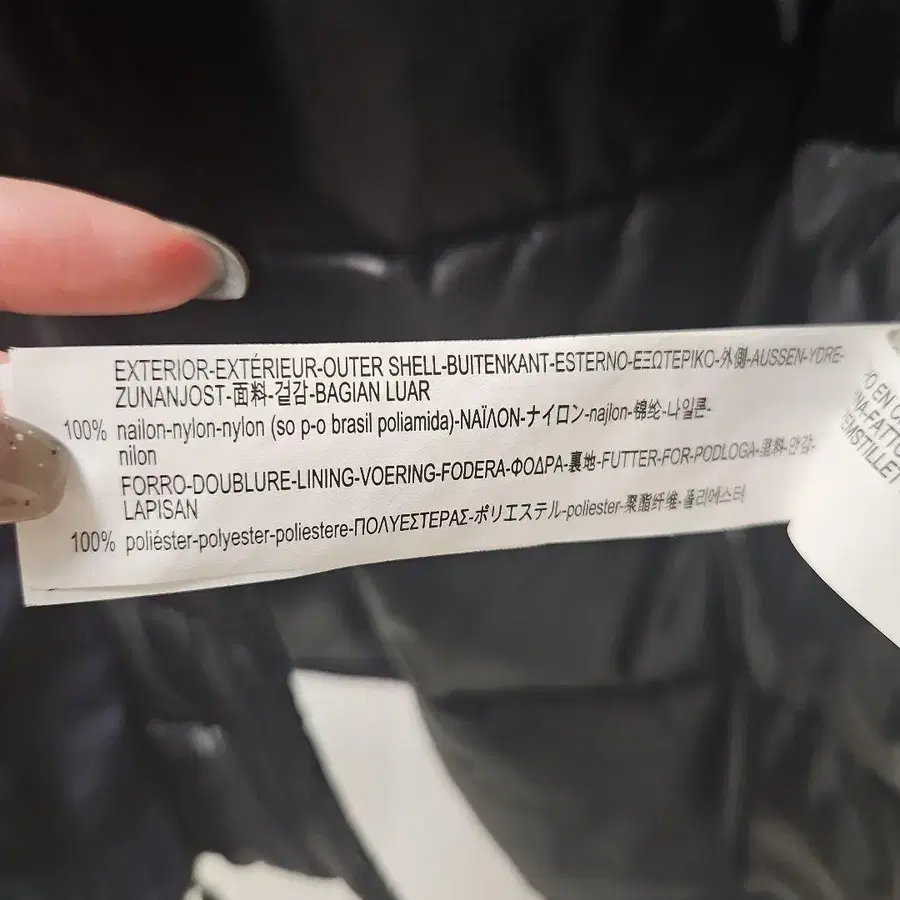 EXTERIOR-EXTÉRIEUR-OUTER SHELL-BUITENKANT-ESTERNO-ΕΞΩΤΕΡΙΚΟ-外側-AUSSEN-YDRE-
ZUNANJOST-面料-겉감-BAGIAN LUAR
100% nailon-nylon-nylon (so p-o brasil poliamida)-ΝΑΪΛΟΝ-ナイロン-najlon-锦纶-나일론-
nilon
FORRO-DOUBLURE-LINING-VOERING-FODERA-ΦΟΔΡΑ-裏地-FUTTER-FOR-PODLOGA-里料-안감-
LAPISAN
100% poliéster-polyester-poliestere-ΠΟΛΥΕΣΤΕΡΑΣ-ポリエステル-poliester-聚酯纤维-폴리에스터